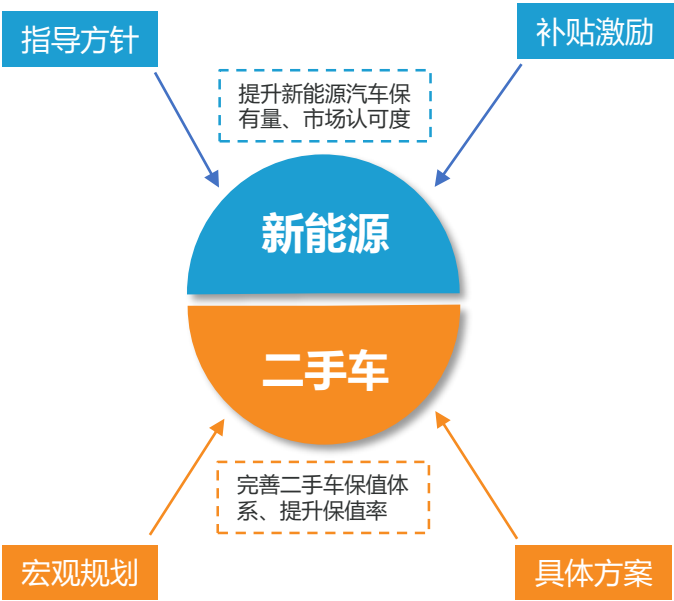 指导方针
补贴激励
提升新能源汽车保
有量、市场认可度
新能源
二手车
完善二手车保值体
系、提升保值率
宏观规划
具体方案